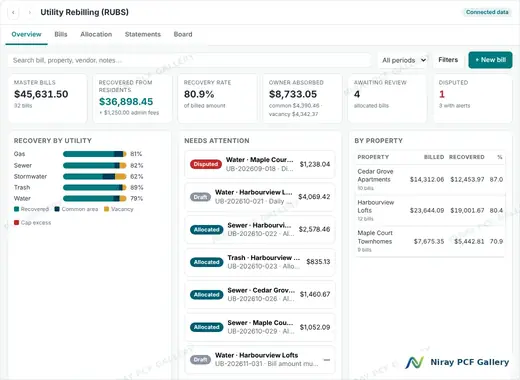 Utility Rebilling (RUBS)
Connected data
Overview Bills Allocation Statements Board
Search bill, property, vendor, notes...
All periods
Filters
+ New bill
MASTER BILLS
$45,631.50
32 bills
RECOVERED FROM
RESIDENTS
$36,898.45
+ $1,250.00 admin fees
RECOVERY RATE
80.9%
of billed amount
OWNER ABSORBED
$8,733.05
common $4,390.46 ·
vacancy $4,342.37
AWAITING REVIEW
4
allocated bills
DISPUTED
1
3 with alerts
RECOVERY BY UTILITY
Gas 81%
Sewer 82%
Stormwater 62%
Trash 89%
Water 79%
Recovered Common area Vacancy
Cap excess
NEEDS ATTENTION
Disputed Water · Maple Cour... $1,238.04
UB-202609-018 · Di...
Draft Water · Harbourview L... $4,069.42
UB-202610-021 · Daily ...
Allocated Sewer · Harbourvi... $2,578.46
UB-202610-022 · Al...
Allocated Trash · Harbourview ... $835.13
UB-202610-023 · Allo...
Allocated Sewer · Cedar Grov... $1,460.67
UB-202610-026 · Al...
Allocated Sewer · Maple Cou... $1,052.09
UB-202610-029 · Al...
Draft Water · Harbourview Lofts —
UB-202611-031 · Bill amount mu...
BY PROPERTY
PROPERTY BILLED RECOVERED %
Cedar Grove
Apartments $14,312.06 $12,453.97 87.0
10 bills
Harbourview
Lofts $23,644.09 $19,001.67 80.4
12 bills
Maple Court
Townhomes $7,675.35 $5,442.81 70.9
9 bills
Niray PCF Gallery